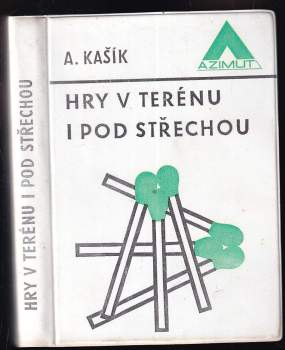 HRY V TERÉNU I POD STŘECHOU
A. KAŠÍK
AZIMUT
HRY V TERÉNU
I POD STŘECHOU